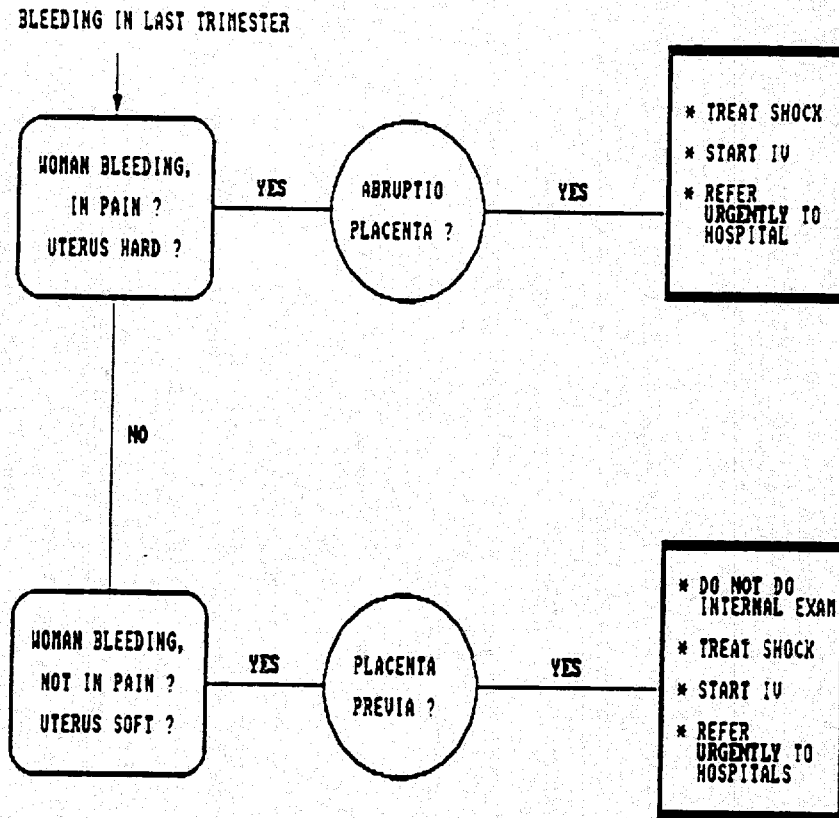 BLEEDING IN LAST TRIMESTER
WOMAN BLEEDING,
IN PAIN ?
UTERUS HARD ?
YES
ABRUPTIO
PLACENTA ?
YES
* TREAT SHOCK
* START IV
* REFER
URGENTLY TO
HOSPITAL
NO
WOMAN BLEEDING,
NOT IN PAIN ?
UTERUS SOFT ?
YES
PLACENTA
PREVIA ?
YES
* DO NOT DO
INTERNAL EXAM
* TREAT SHOCK
* START IV
* REFER
URGENTLY TO
HOSPITALS